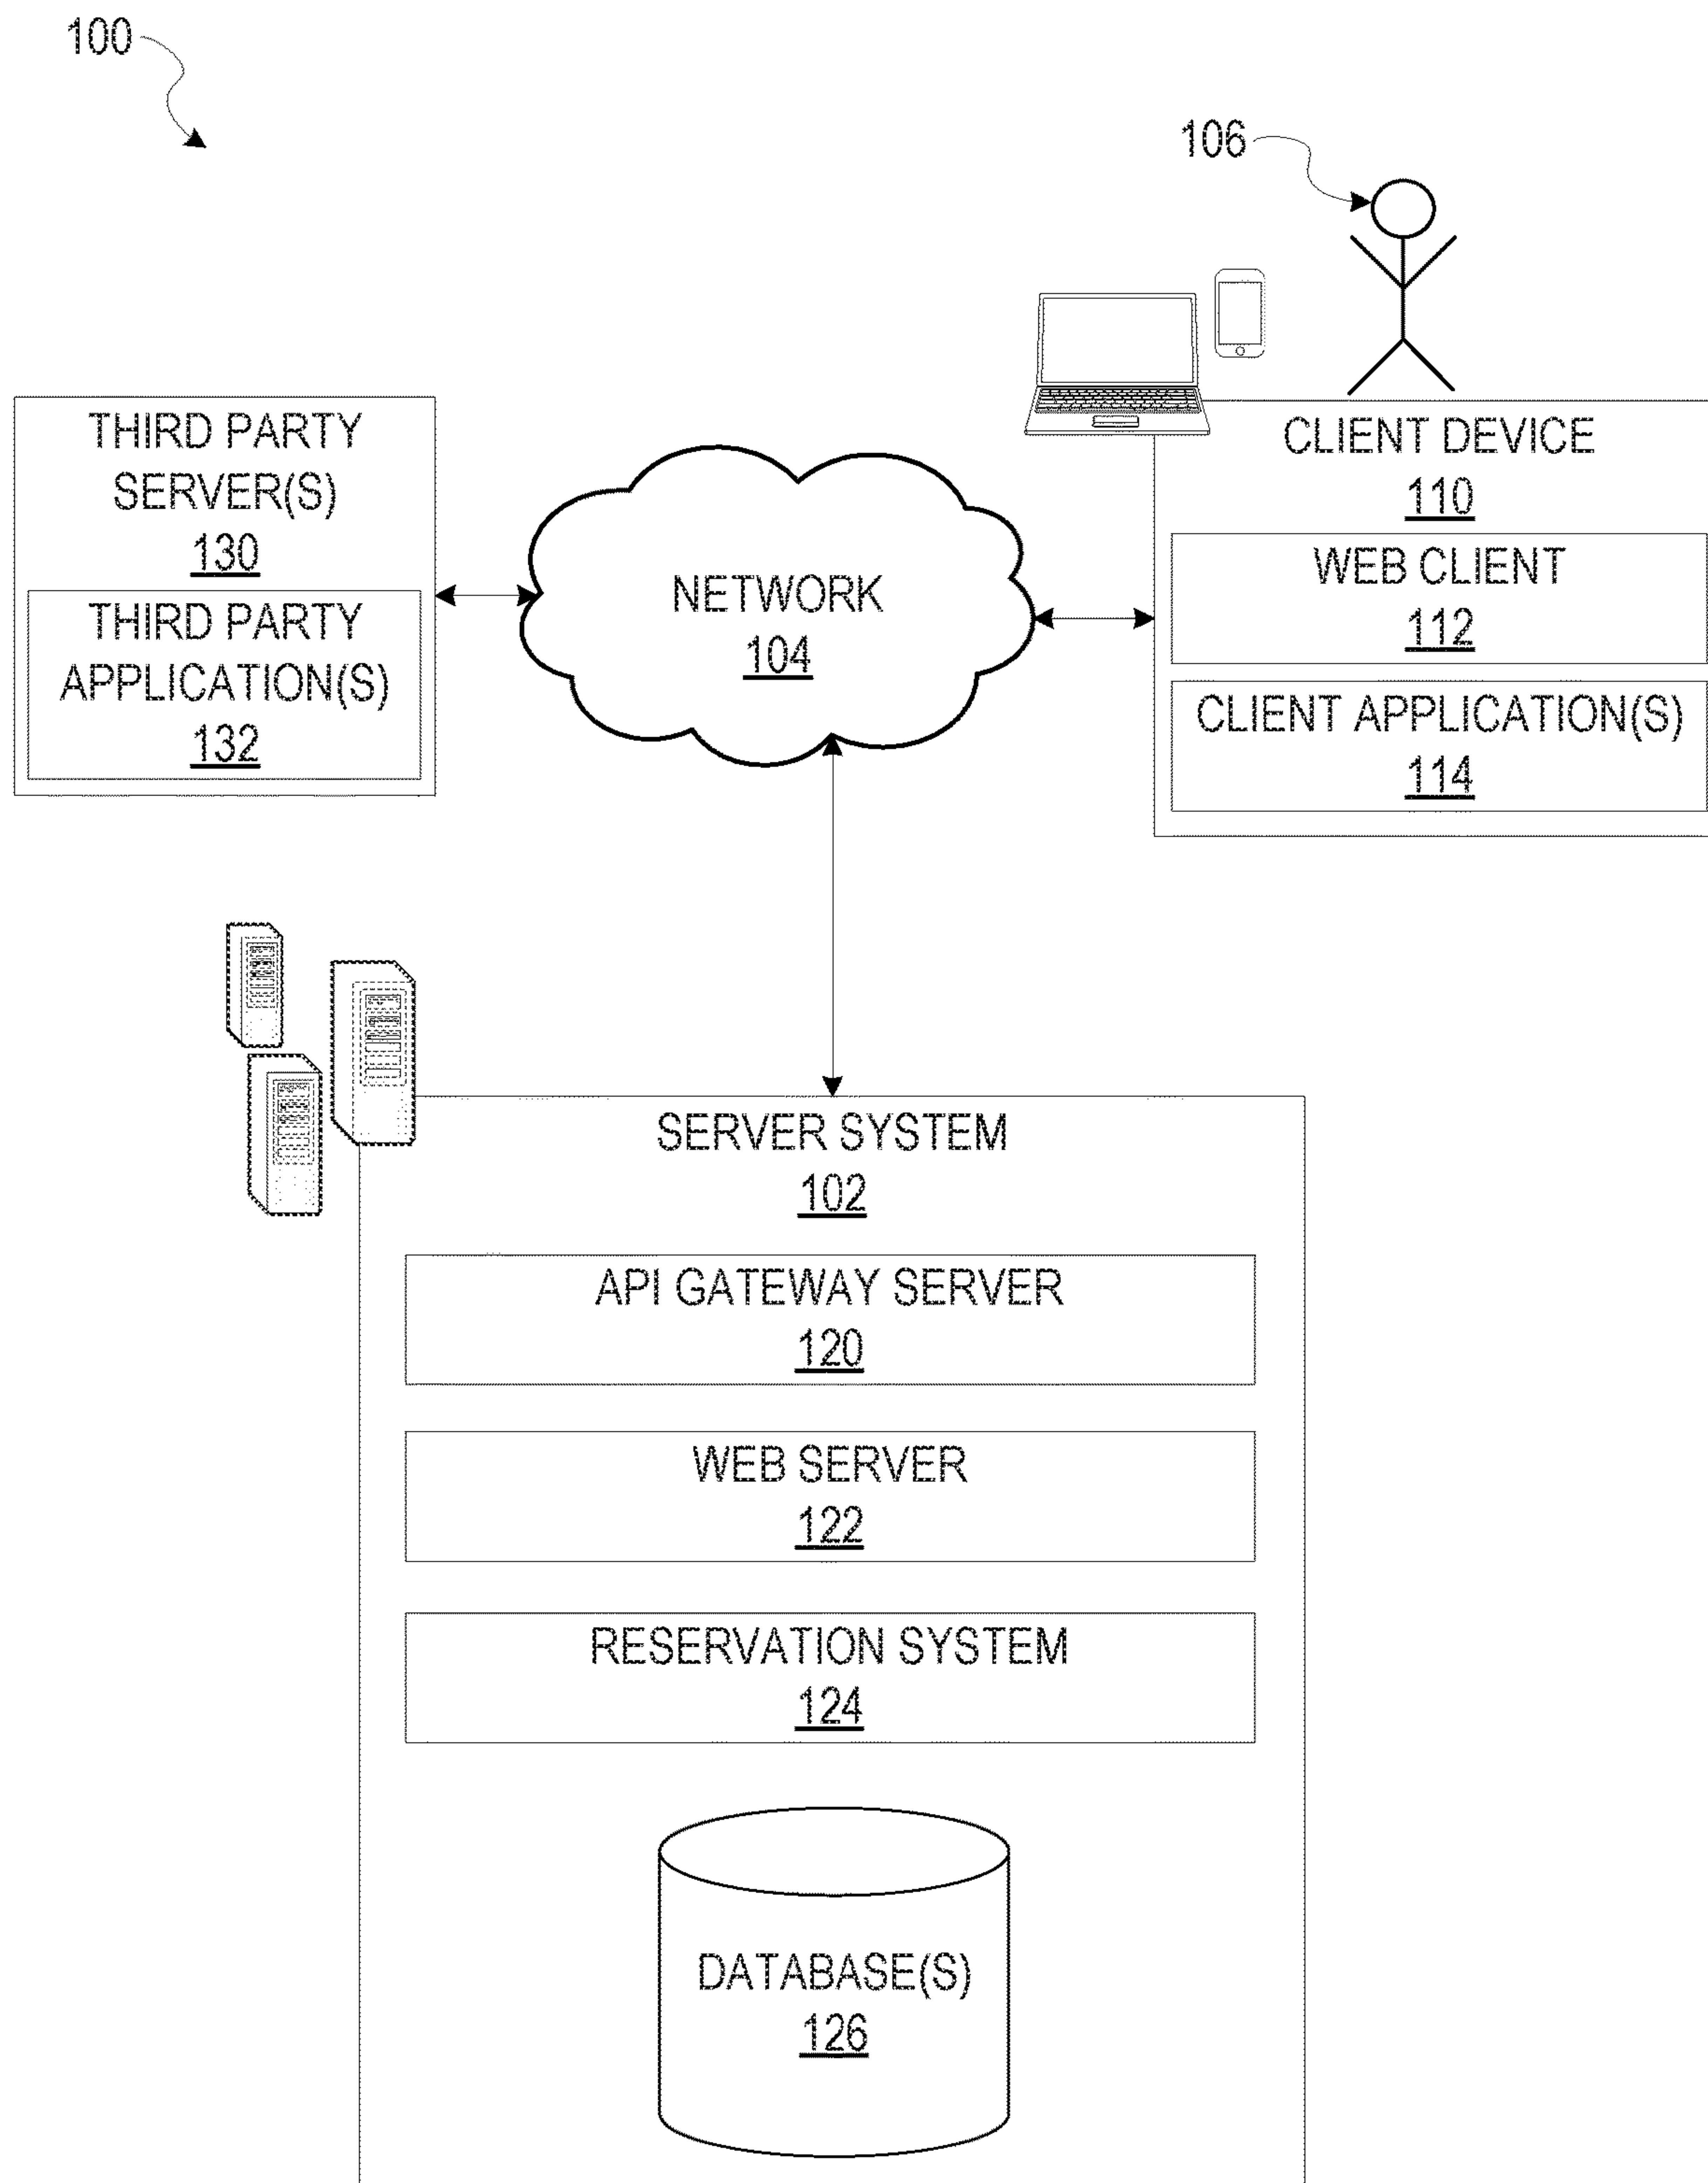 100
106
THIRD PARTY
SERVER(S)
130
THIRD PARTY
APPLICATION(S)
132
NETWORK
104
CLIENT DEVICE
110
WEB CLIENT
112
CLIENT APPLICATION(S)
114
SERVER SYSTEM
102
API GATEWAY SERVER
120
WEB SERVER
122
RESERVATION SYSTEM
124
DATABASE(S)
126